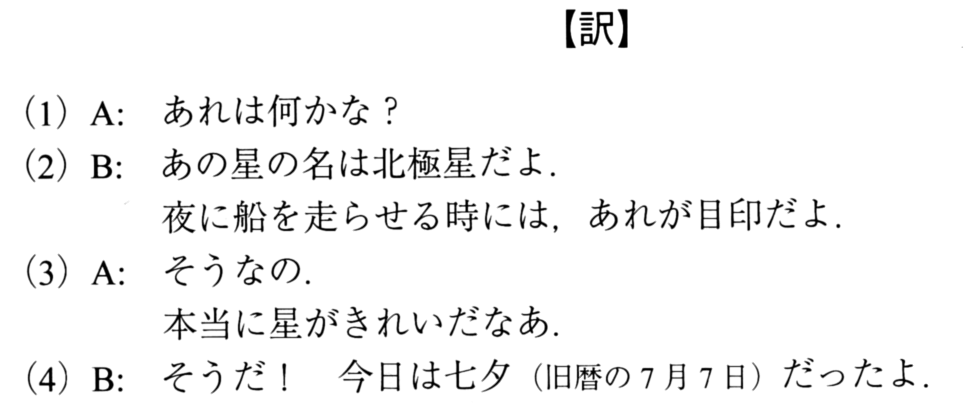 【訳】
(1) A: あれは何かな？
(2) B: あの星の名は北極星だよ.
夜に船を走らせる時には, あれが目印だよ.
(3) A: そうなの.
本当に星がきれいだなあ.
(4) B: そうだ！ 今日は七夕（旧暦の7月7日）だったよ.